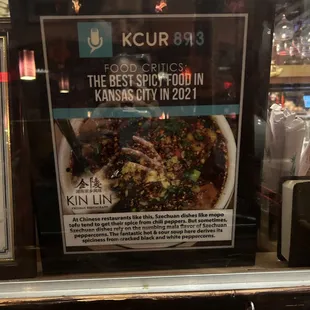 KCUR 89.3
FOOD CRITICS:
THE BEST SPICY FOOD IN
KANSAS CITY IN 2021
KIN LIN
At Chinese restaurants like this, Szechuan dishes like mapo
tofu tend to get their spice from chili peppers. But sometimes,
Szechuan dishes rely on the numbing mala flavor of Szechuan
peppercorns. The fantastic hot & sour soup here derives its
spiciness from cracked black and white peppercorns.